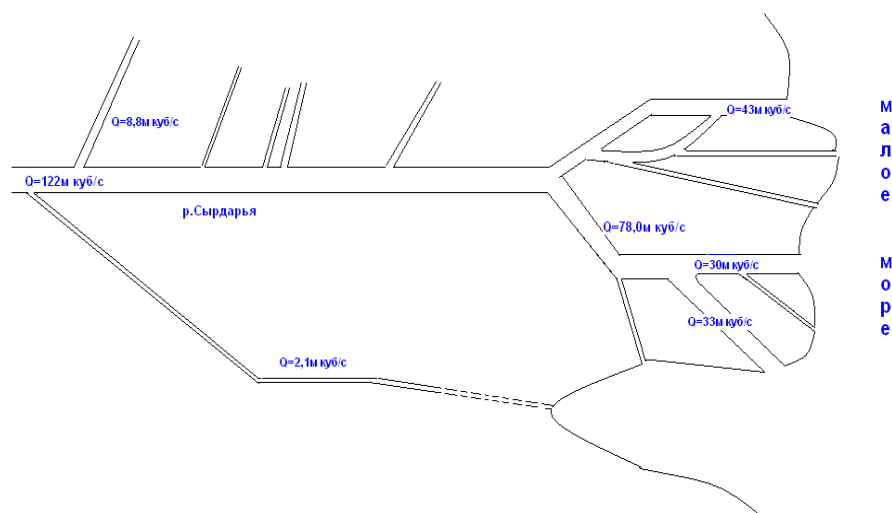 Q=43м куб/с
Q=8,8м куб/с
Q=122м куб/с
р.Сырдарья
Q=78,0м куб/с
Q=30м куб/с
Q=33м куб/с
Q=2,1м куб/с
м
а
л
о
е
м
о
р
е